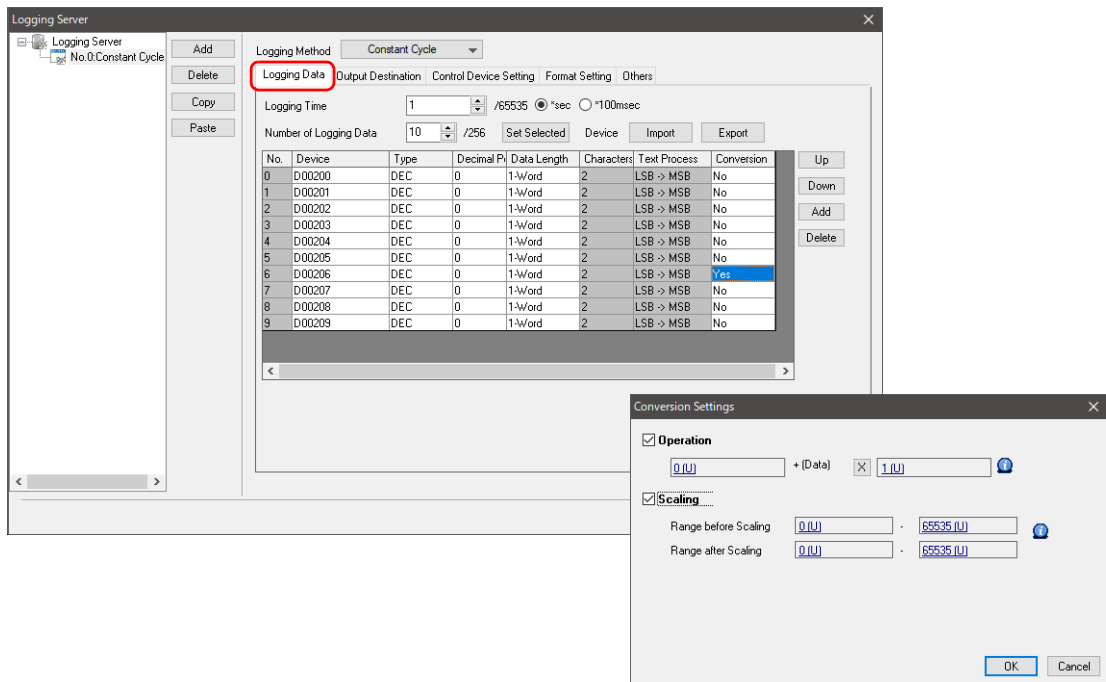 Logging Server
Logging Server
No.0:Constant Cycle
Add
Delete
Copy
Paste
Logging Method Constant Cycle
Logging Data Output Destination Control Device Setting Format Setting Others
Logging Time 1 /65535 *sec *100msec
Number of Logging Data 10 /256 Set Selected Device Import Export
No. Device Type Decimal P Data Length Characters Text Process Conversion
0 D00200 DEC 0 1-Word 2 LSB -> MSB No
1 D00201 DEC 0 1-Word 2 LSB -> MSB No
2 D00202 DEC 0 1-Word 2 LSB -> MSB No
3 D00203 DEC 0 1-Word 2 LSB -> MSB No
4 D00204 DEC 0 1-Word 2 LSB -> MSB No
5 D00205 DEC 0 1-Word 2 LSB -> MSB No
6 D00206 DEC 0 1-Word 2 LSB -> MSB Yes
7 D00207 DEC 0 1-Word 2 LSB -> MSB No
8 D00208 DEC 0 1-Word 2 LSB -> MSB No
9 D00209 DEC 0 1-Word 2 LSB -> MSB No
Up
Down
Add
Delete
Conversion Settings
Operation
0 (U) + (Data) X 1 (U)
Scaling
Range before Scaling 0 (U) - 65535 (U)
Range after Scaling 0 (U) - 65535 (U)
OK Cancel